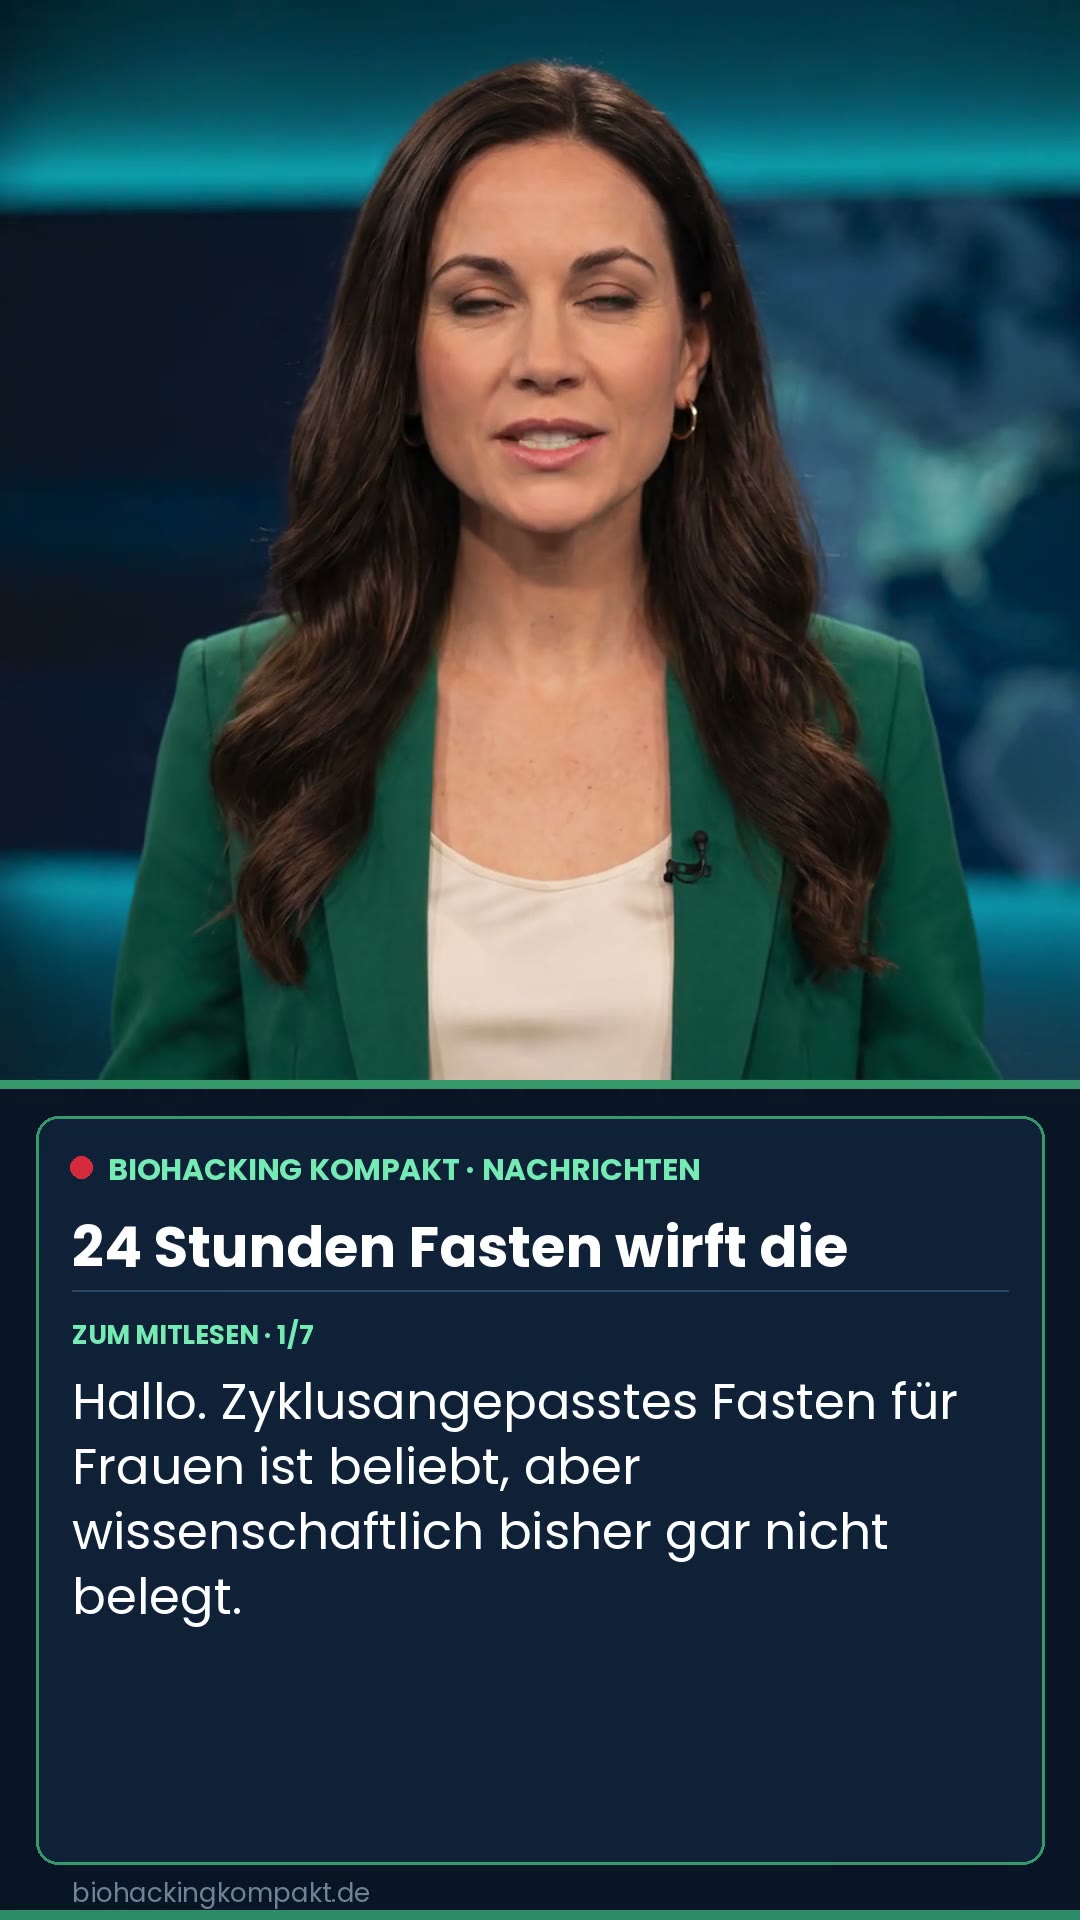 BIOHACKING KOMPAKT · NACHRICHTEN
24 Stunden Fasten wirft die
ZUM MITLESEN · 1/7
Hallo. Zyklusangepasstes Fasten für
Frauen ist beliebt, aber
wissenschaftlich bisher gar nicht
belegt.
biohackingkompakt.de